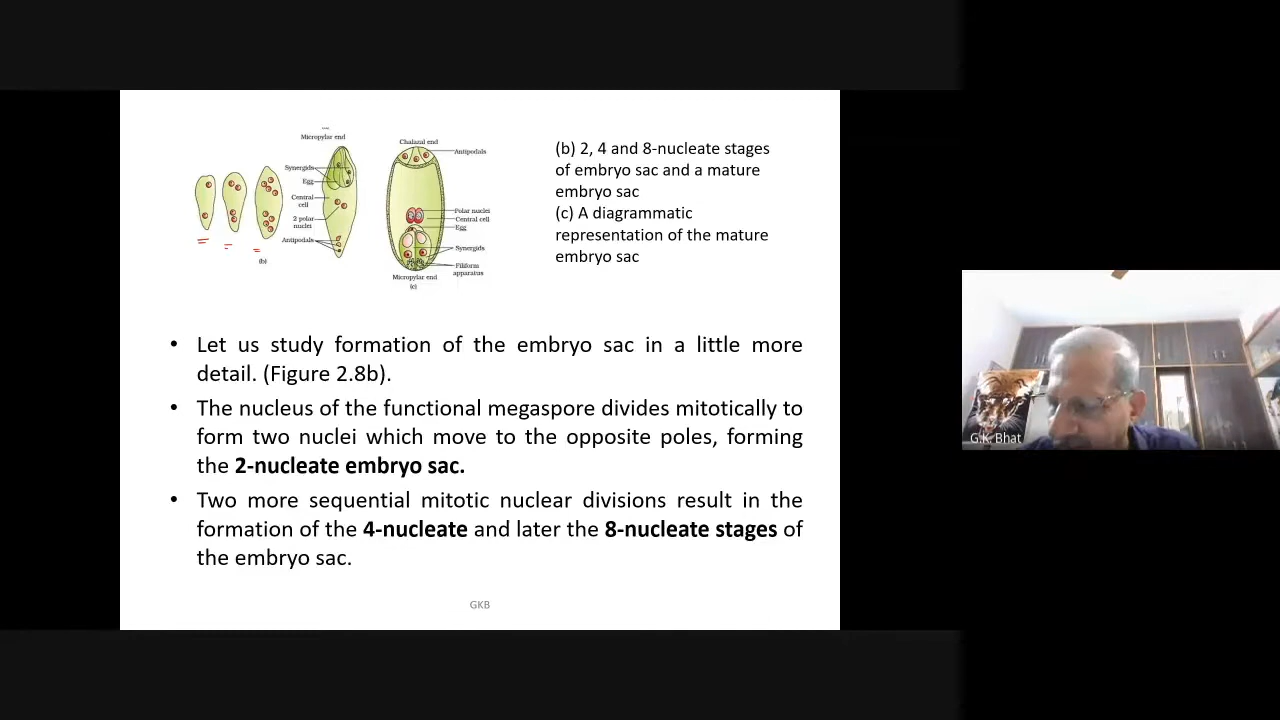 Micropylar end
Synergids
Egg
Central
cell
2 polar
nuclei
Antipodals
(b)
Chalazal end
Antipodals
Polar nuclei
Central cell
Egg
Synergids
Filiform
apparatus
Micropylar end
(c)
(b) 2, 4 and 8-nucleate stages
of embryo sac and a mature
embryo sac
(c) A diagrammatic
representation of the mature
embryo sac
• Let us study formation of the embryo sac in a little more
detail. (Figure 2.8b).
• The nucleus of the functional megaspore divides mitotically to
form two nuclei which move to the opposite poles, forming
the 2-nucleate embryo sac.
• Two more sequential mitotic nuclear divisions result in the
formation of the 4-nucleate and later the 8-nucleate stages of
the embryo sac.
GKB
G.K. Bhat